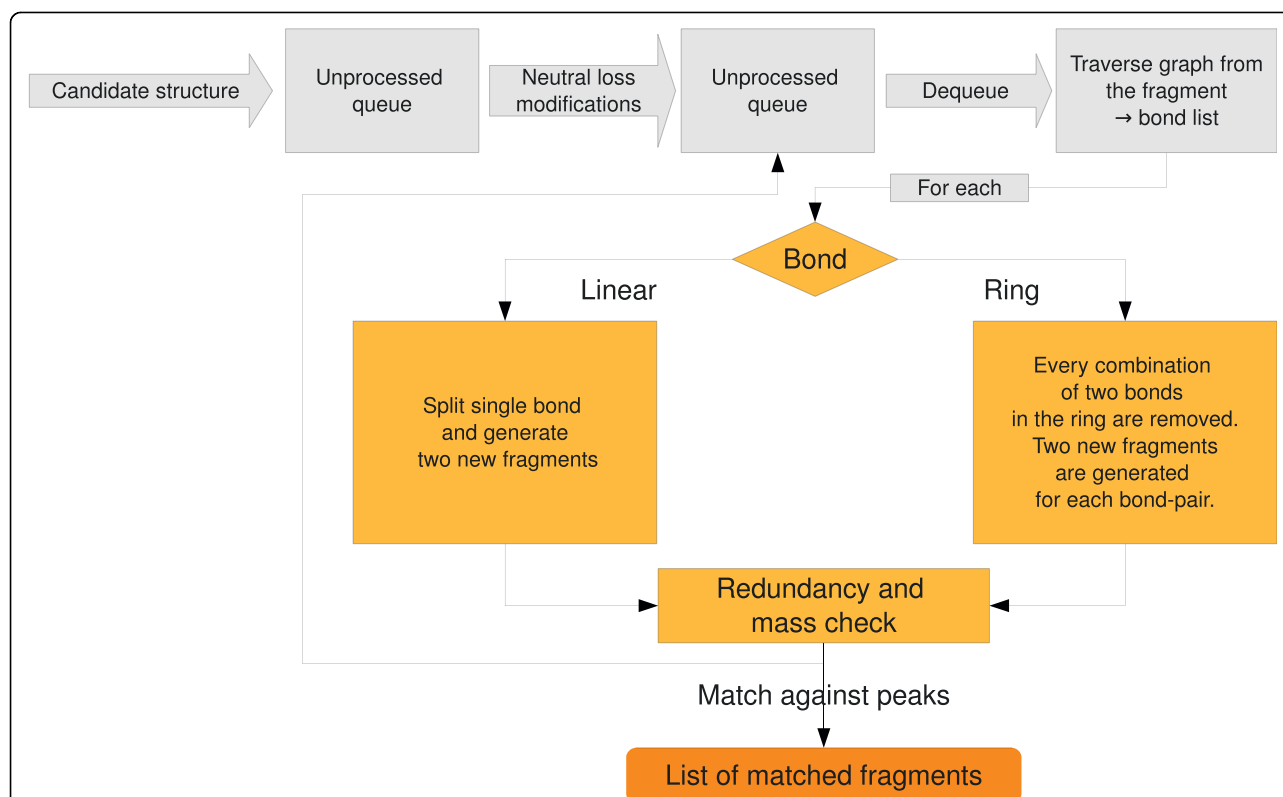 Candidate structure
Unprocessed
queue
Neutral loss
modifications
Unprocessed
queue
Dequeue
Traverse graph from
the fragment
→ bond list
For each
Bond
Linear
Ring
Split single bond
and generate
two new fragments
Every combination
of two bonds
in the ring are removed.
Two new fragments
are generated
for each bond-pair.
Redundancy and
mass check
Match against peaks
List of matched fragments